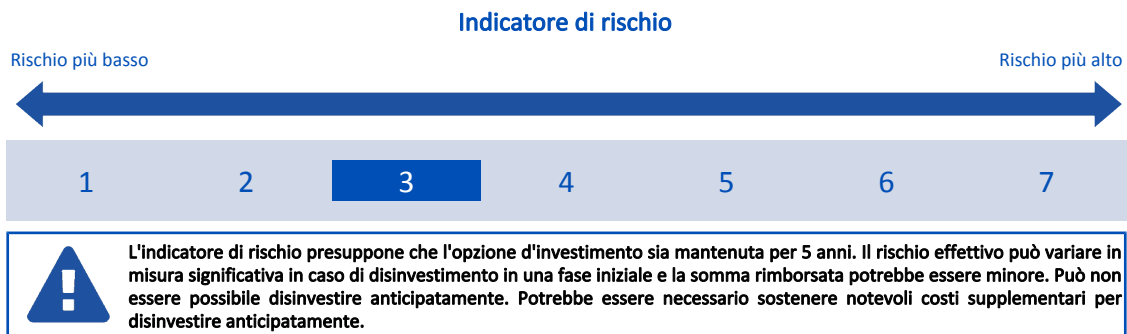 Indicatore di rischio
Rischio più basso Rischio più alto
1 2 3 4 5 6 7
L'indicatore di rischio presuppone che l'opzione d'investimento sia mantenuta per 5 anni. Il rischio effettivo può variare in
misura significativa in caso di disinvestimento in una fase iniziale e la somma rimborsata potrebbe essere minore. Può non
essere possibile disinvestire anticipatamente. Potrebbe essere necessario sostenere notevoli costi supplementari per
disinvestire anticipatamente.